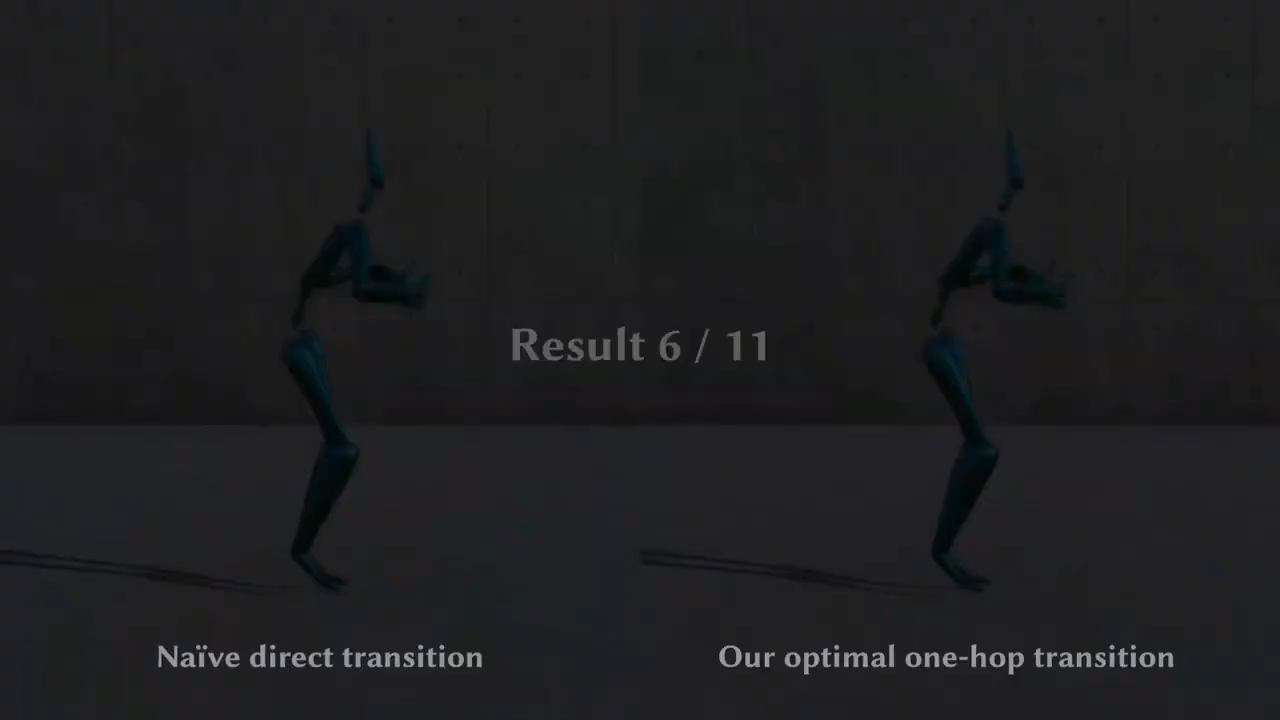 Result 6 / 11
Naïve direct transition
Our optimal one-hop transition